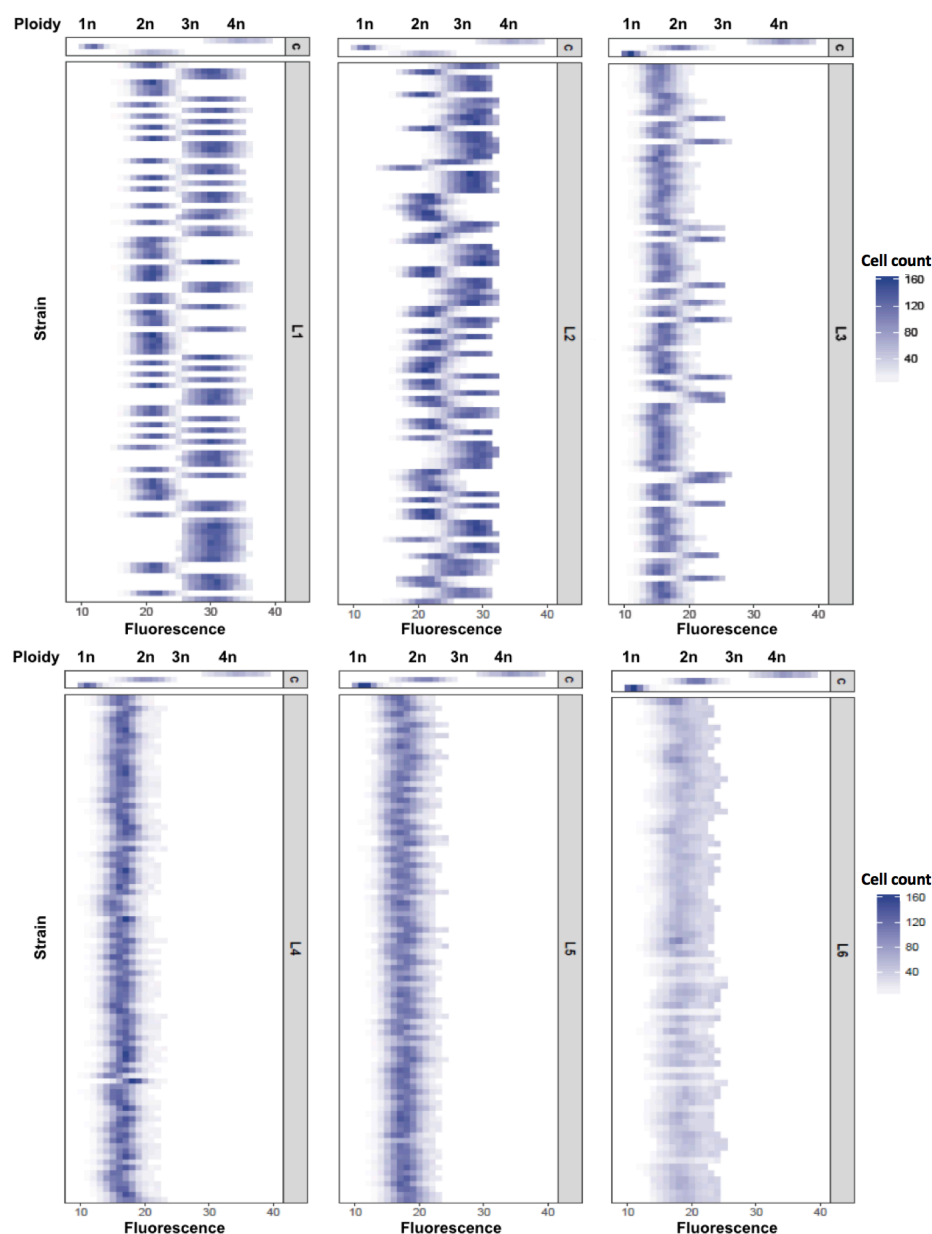 Ploidy 1n 2n 3n 4n 1n 2n 3n 4n 1n 2n 3n 4n
c c c
Strain L1 L2 L3
Cell count
160
120
80
40
10 20 30 40 10 20 30 40 10 20 30 40
Fluorescence Fluorescence Fluorescence
Ploidy 1n 2n 3n 4n 1n 2n 3n 4n 1n 2n 3n 4n
c c c
Strain L4 L5 L6
Cell count
160
120
80
40
10 20 30 40 10 20 30 40 10 20 30 40
Fluorescence Fluorescence Fluorescence